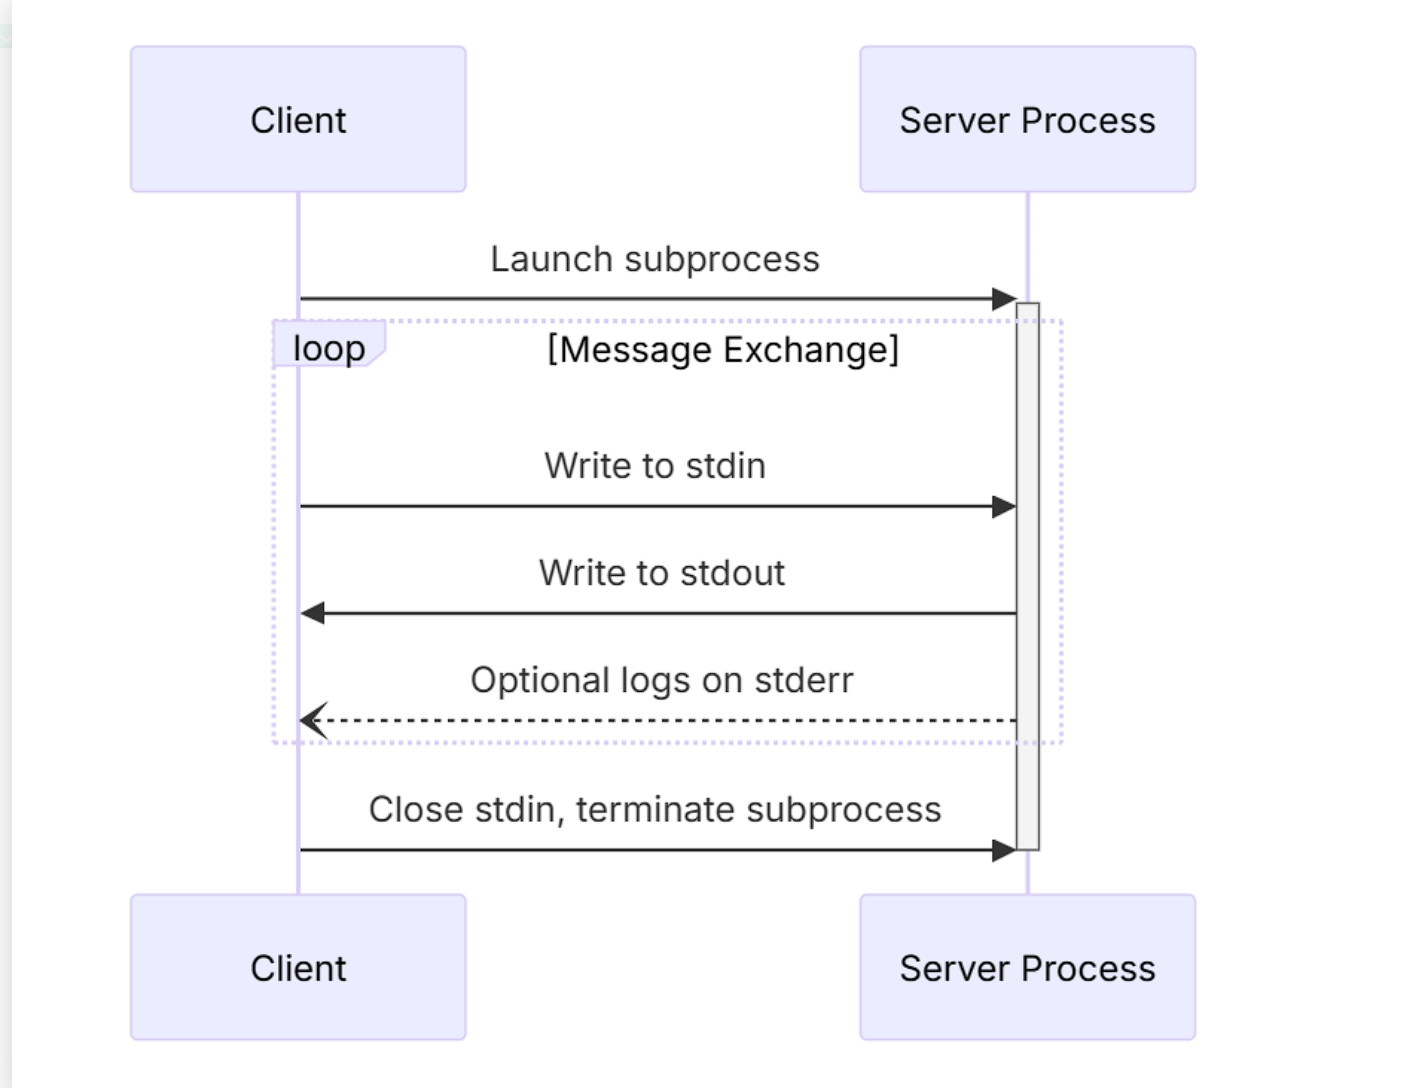 Client
Server Process
Launch subprocess
loop
[Message Exchange]
Write to stdin
Write to stdout
Optional logs on stderr
Close stdin, terminate subprocess
Client
Server Process